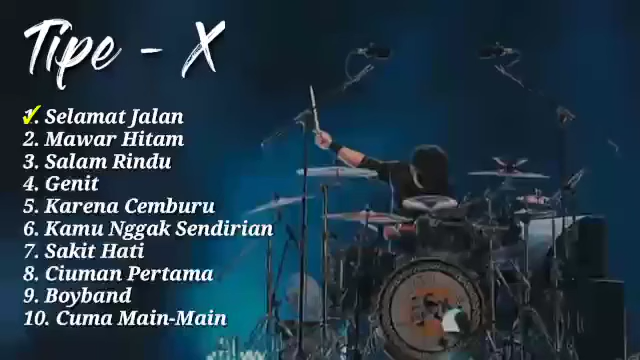 Tipe - X
1. Selamat Jalan
2. Mawar Hitam
3. Salam Rindu
4. Genit
5. Karena Cemburu
6. Kamu Nggak Sendirian
7. Sakit Hati
8. Ciuman Pertama
9. Boyband
10. Cuma Main-Main